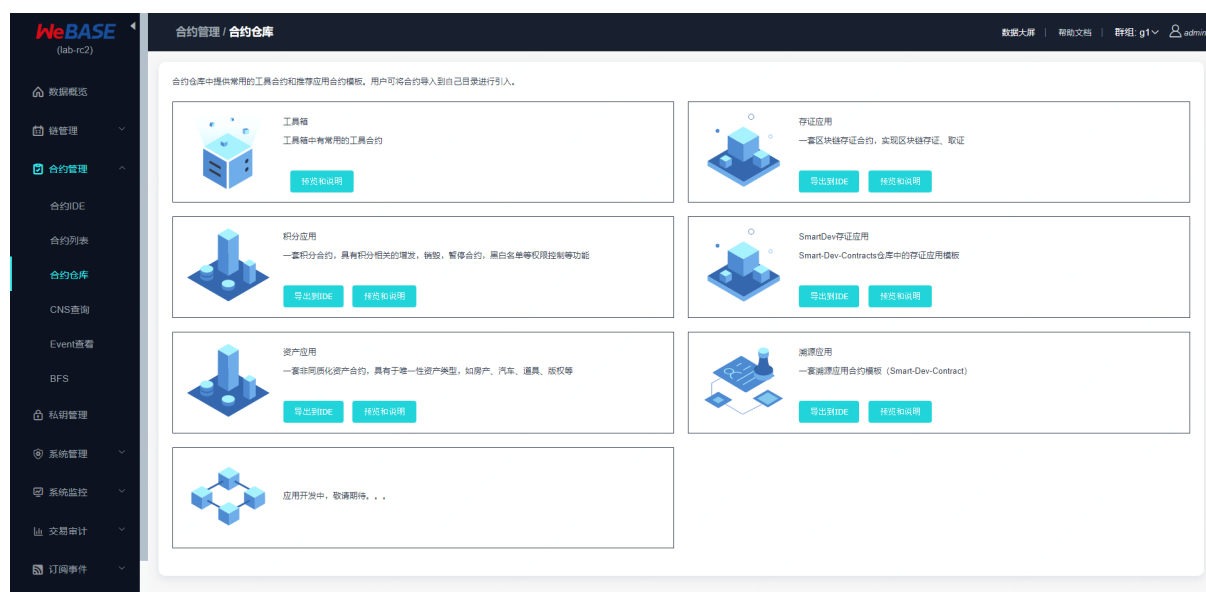 WeBASE
(lab-rc2)
数据概览
链管理
合约管理
合约IDE
合约列表
合约仓库
CNS查询
Event查看
BFS
私钥管理
系统管理
系统监控
交易审计
订阅事件
合约管理 / 合约仓库
数据大屏 | 帮助文档 | 群组: g1 admin
合约仓库中提供常用的工具合约和推荐应用合约模板。用户可将合约导入到自己目录进行引入。
工具箱
工具箱中有常用的工具合约
预览和说明
存证应用
一套区块链存证合约，实现区块链存证、取证
导出到IDE 预览和说明
积分应用
一套积分合约，具有积分相关的增发，销毁，暂停合约，黑白名单等权限控制等功能
导出到IDE 预览和说明
SmartDev存证应用
Smart-Dev-Contracts仓库中的存证应用模板
导出到IDE 预览和说明
资产应用
一套非同质化资产合约，具有于唯一性资产类型，如房产、汽车、道具、版权等
导出到IDE 预览和说明
溯源应用
一套溯源应用合约模板（Smart-Dev-Contract）
导出到IDE 预览和说明
应用开发中，敬请期待。。。